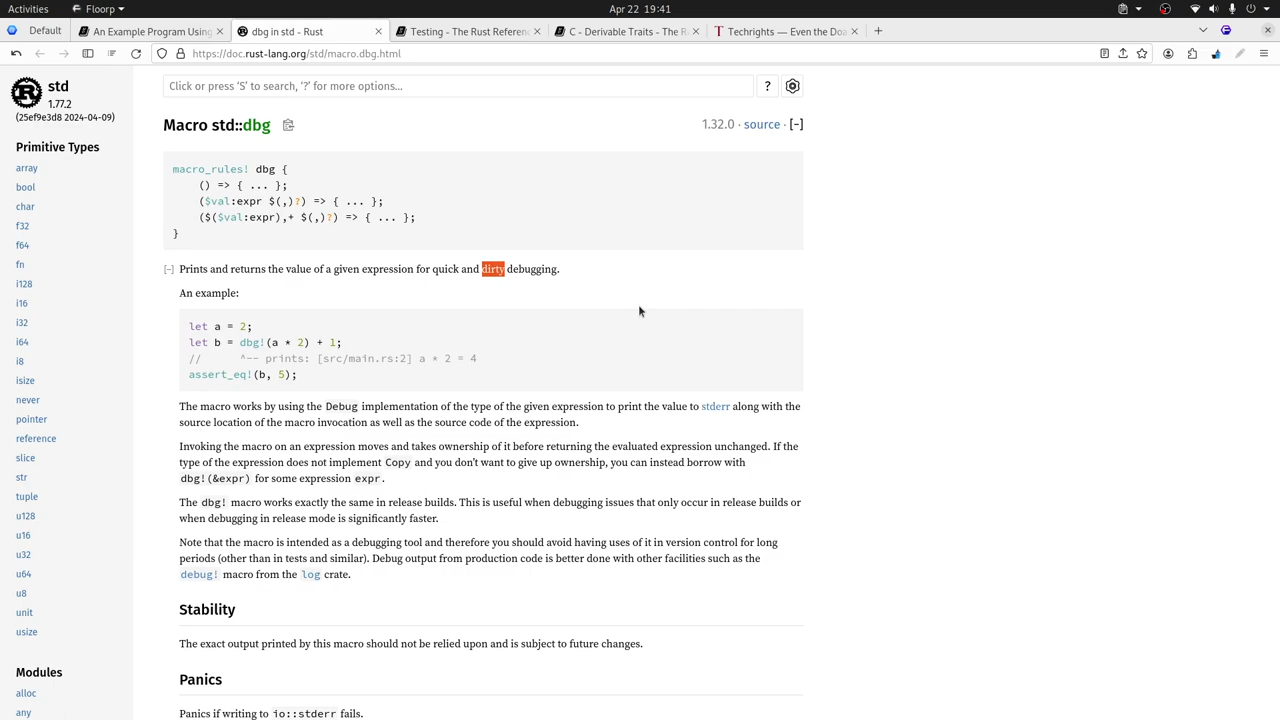 Activities
Floorp
Apr 22 19:41
Default
An Example Program Using
dbg in std - Rust
Testing - The Rust Referenc
C - Derivable Traits - The R
Techrights — Even the Doa
https://doc.rust-lang.org/std/macro.dbg.html
std
1.77.2
(25ef9e3d8 2024-04-09)
Primitive Types
array
bool
char
f32
f64
fn
i128
i16
i32
i64
i8
isize
never
pointer
reference
slice
str
tuple
u128
u16
u32
u64
u8
unit
usize
Modules
alloc
any
Click or press ‘S’ to search, ‘?’ for more options…
?
Macro std::dbg
1.32.0 · source · [-]
macro_rules! dbg {
() => { ... };
($val:expr $(,)?) => { ... };
($($val:expr),+ $(,)?) => { ... };
}
[-] Prints and returns the value of a given expression for quick and dirty debugging.
An example:
let a = 2;
let b = dbg!(a * 2) + 1;
// ^-- prints: [src/main.rs:2] a * 2 = 4
assert_eq!(b, 5);
The macro works by using the Debug implementation of the type of the given expression to print the value to stderr along with the
source location of the macro invocation as well as the source code of the expression.
Invoking the macro on an expression moves and takes ownership of it before returning the evaluated expression unchanged. If the
type of the expression does not implement Copy and you don’t want to give up ownership, you can instead borrow with
dbg!(&expr) for some expression expr.
The dbg! macro works exactly the same in release builds. This is useful when debugging issues that only occur in release builds or
when debugging in release mode is significantly faster.
Note that the macro is intended as a debugging tool and therefore you should avoid having uses of it in version control for long
periods (other than in tests and similar). Debug output from production code is better done with other facilities such as the
debug! macro from the log crate.
Stability
The exact output printed by this macro should not be relied upon and is subject to future changes.
Panics
Panics if writing to io::stderr fails.